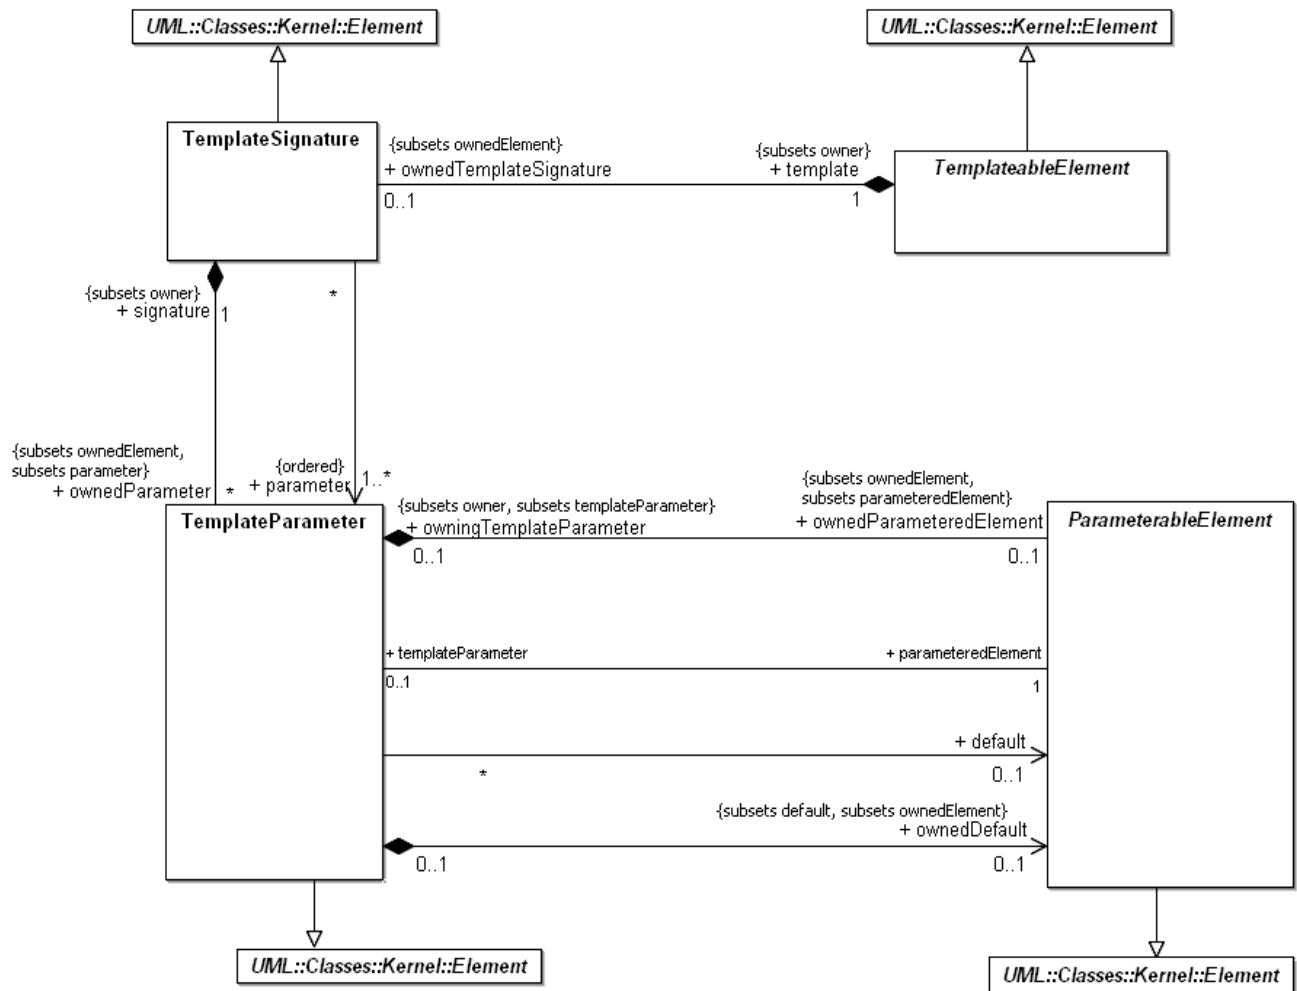 UML::Classes::Kernel::Element
UML::Classes::Kernel::Element
TemplateSignature
{subsets ownedElement}
+ ownedTemplateSignature
0..1
{subsets owner}
+ template
1
TemplateableElement
{subsets owner}
+ signature
1
*
{subsets ownedElement,
subsets parameter}
+ ownedParameter
*
{ordered}
+ parameter
1..*
TemplateParameter
{subsets owner, subsets templateParameter}
+ owningTemplateParameter
0..1
{subsets ownedElement,
subsets parameteredElement}
+ ownedParameteredElement
0..1
ParameterableElement
+ templateParameter
0..1
+ parameteredElement
1
*
+ default
0..1
{subsets default, subsets ownedElement}
+ ownedDefault
0..1
0..1
UML::Classes::Kernel::Element
UML::Classes::Kernel::Element